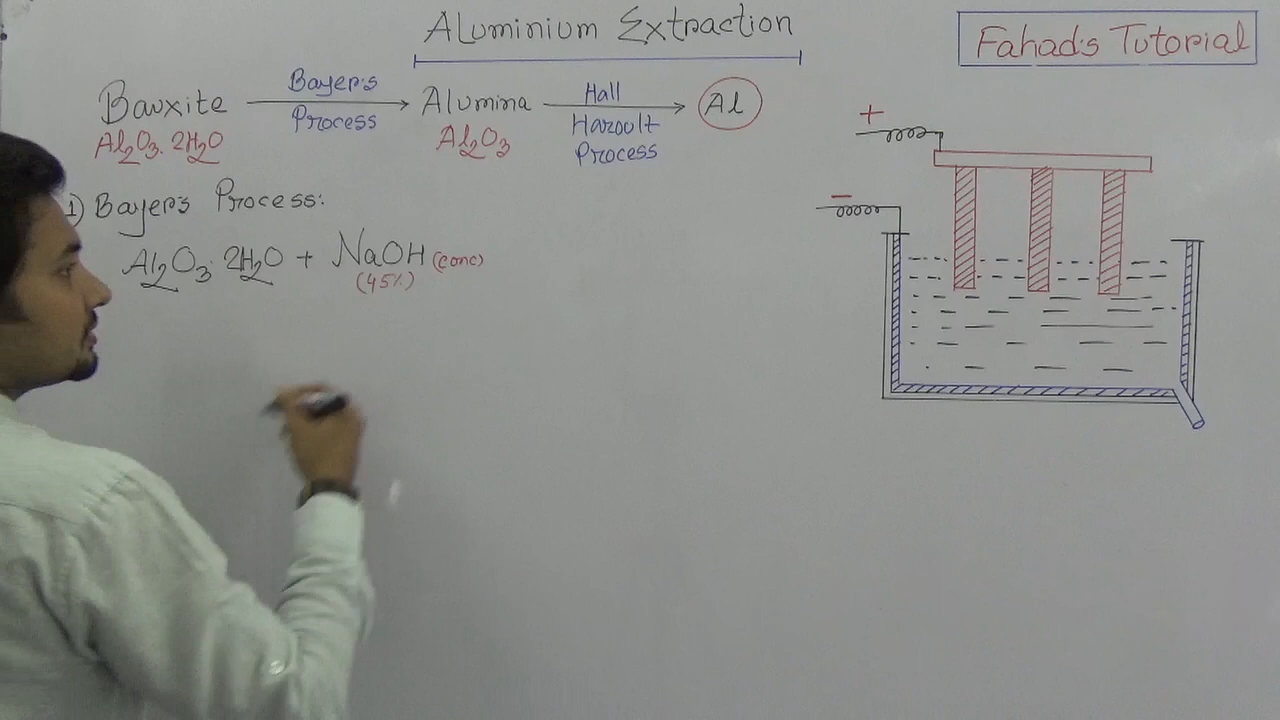 Aluminium Extraction
Fahad's Tutorial
Bauxite Bayer's Process Alumina Hall Haroult Process Al
Al₂O₃. 2H₂O Al₂O₃
1) Bayer's Process:
Al₂O₃. 2H₂O + NaOH (conc)
(45%)
+
-